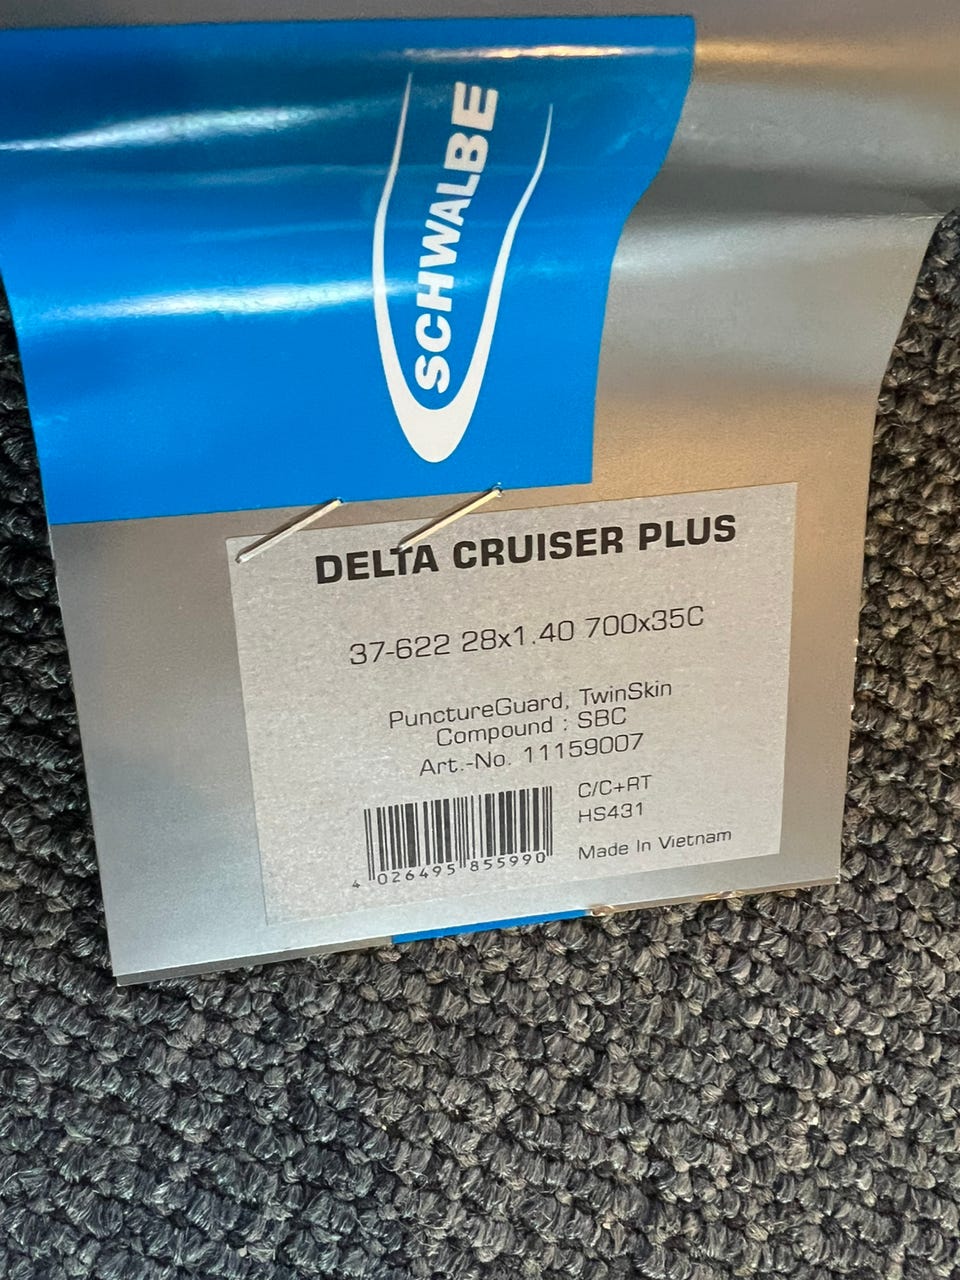 SCHWALBE
DELTA CRUISER PLUS
37-622 28x1.40 700x35C
PunctureGuard, TwinSkin
Compound : SBC
Art.-No. 11159007
C/C+RT
HS431
Made In Vietnam
4 026495 855990